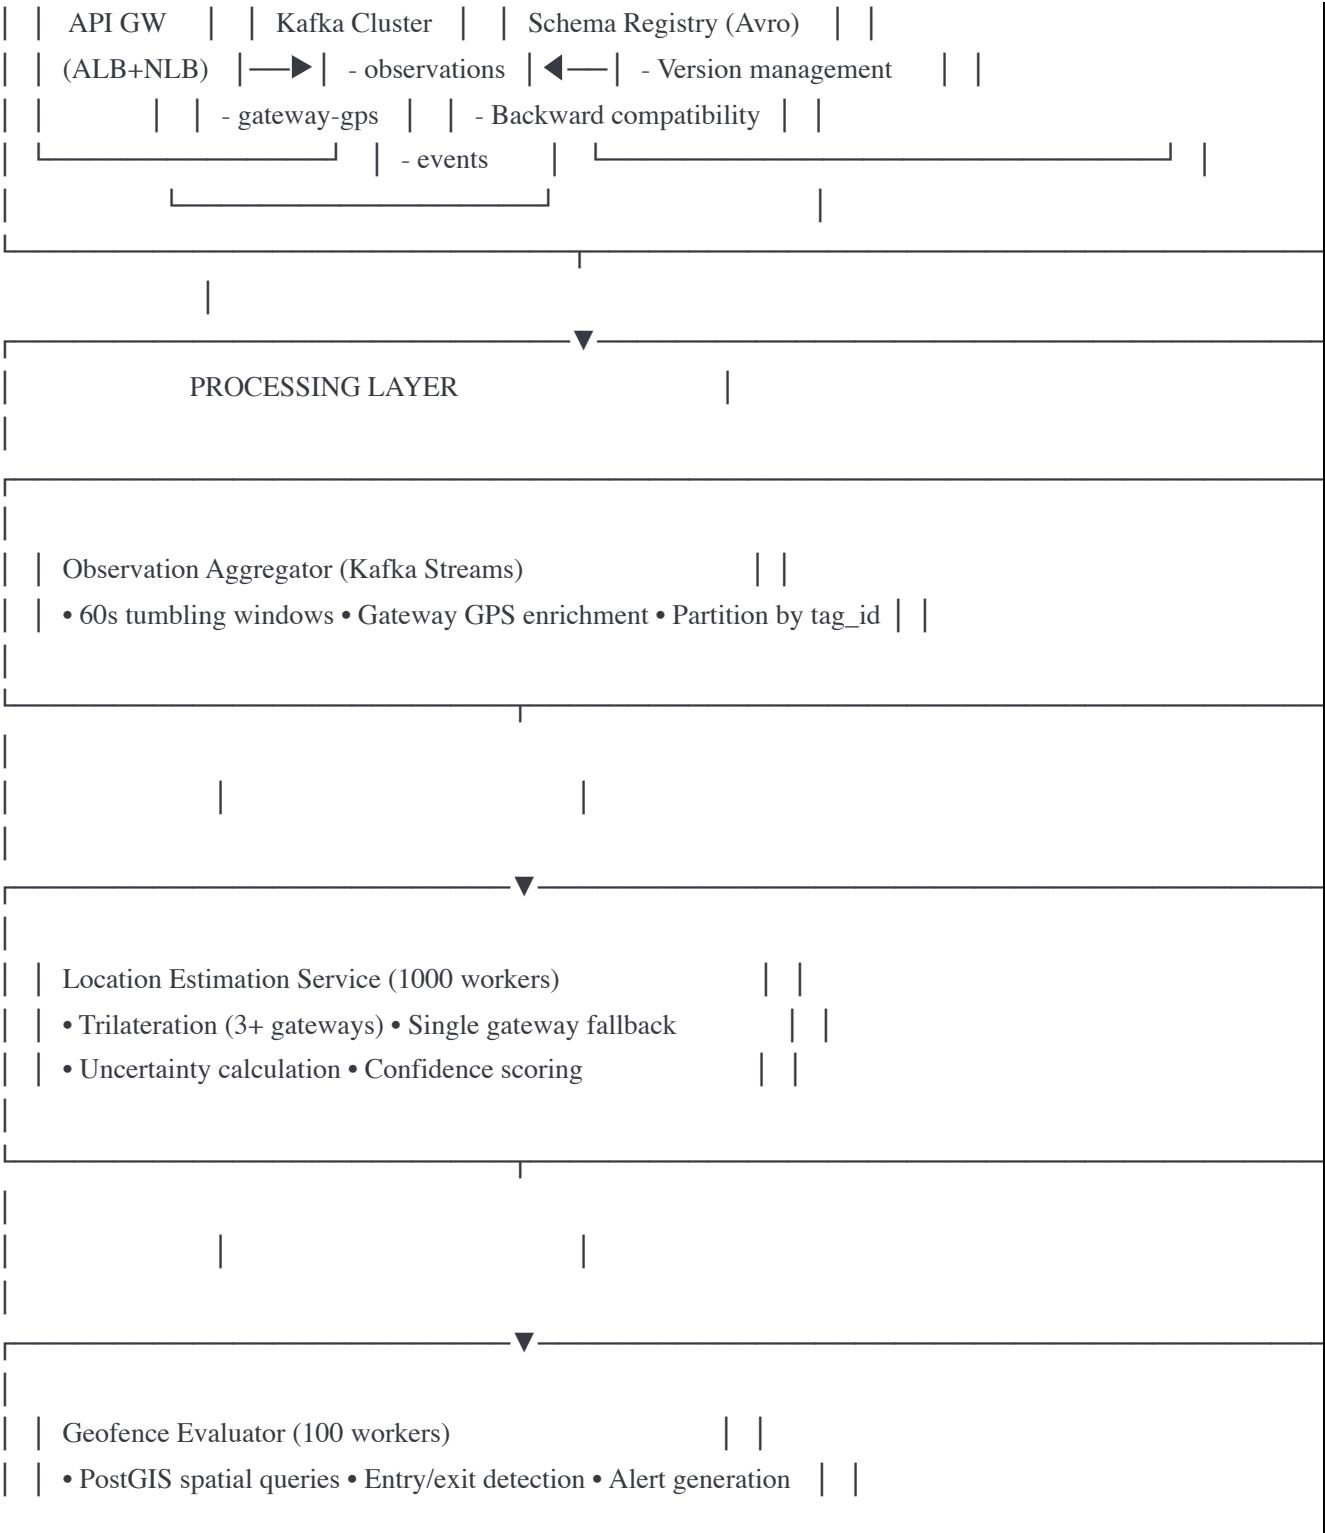 API GW Kafka Cluster Schema Registry (Avro)
(ALB+NLB) ──▶ - observations ◀── - Version management
- gateway-gps - Backward compatibility
- events
▼
PROCESSING LAYER
Observation Aggregator (Kafka Streams)
• 60s tumbling windows • Gateway GPS enrichment • Partition by tag_id
▼
Location Estimation Service (1000 workers)
• Trilateration (3+ gateways) • Single gateway fallback
• Uncertainty calculation • Confidence scoring
▼
Geofence Evaluator (100 workers)
• PostGIS spatial queries • Entry/exit detection • Alert generation